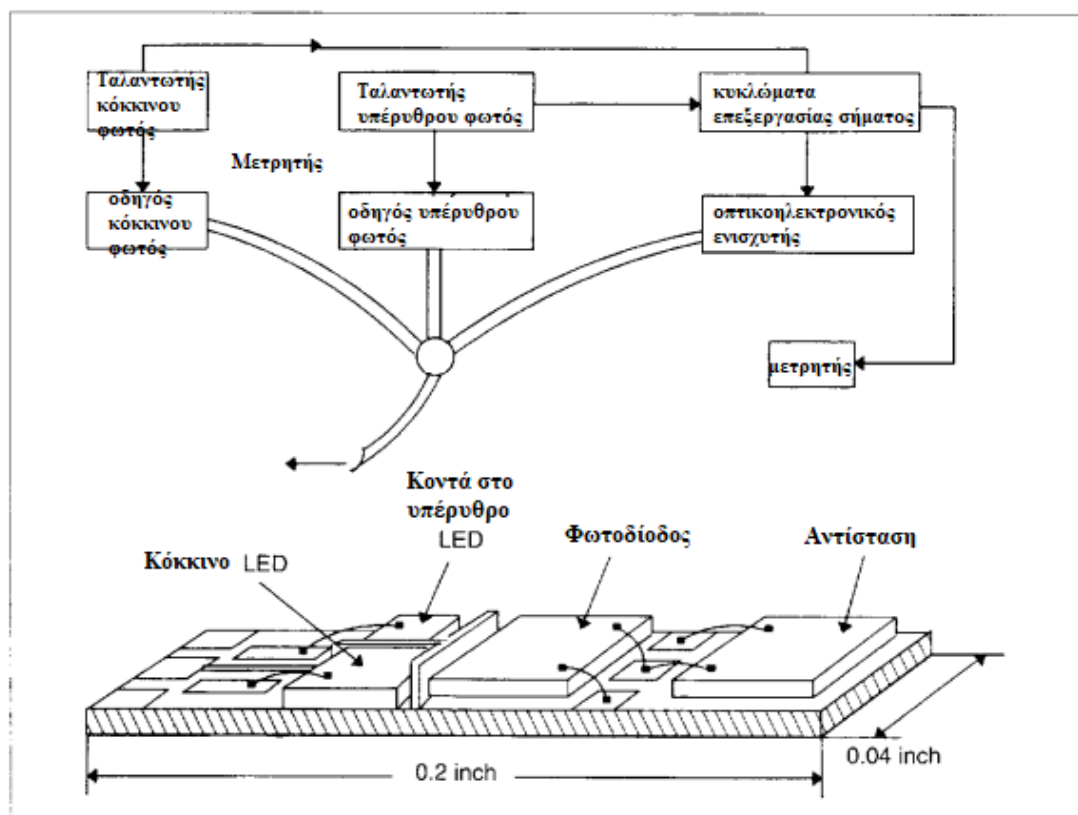 Ταλαντωτής
κόκκινου
φωτός
Ταλαντωτής
υπέρυθρου φωτός
κυκλώματα
επεξεργασίας σήματος
Μετρητής
οδηγός
κόκκινου
φωτός
οδηγός υπέρυθρου
φωτός
οπτικοηλεκτρονικός
ενισχυτής
μετρητής
Κοντά στο
υπέρυθρο
LED
Κόκκινο LED
Φωτοδίοδος
Αντίσταση
0.2 inch
0.04 inch